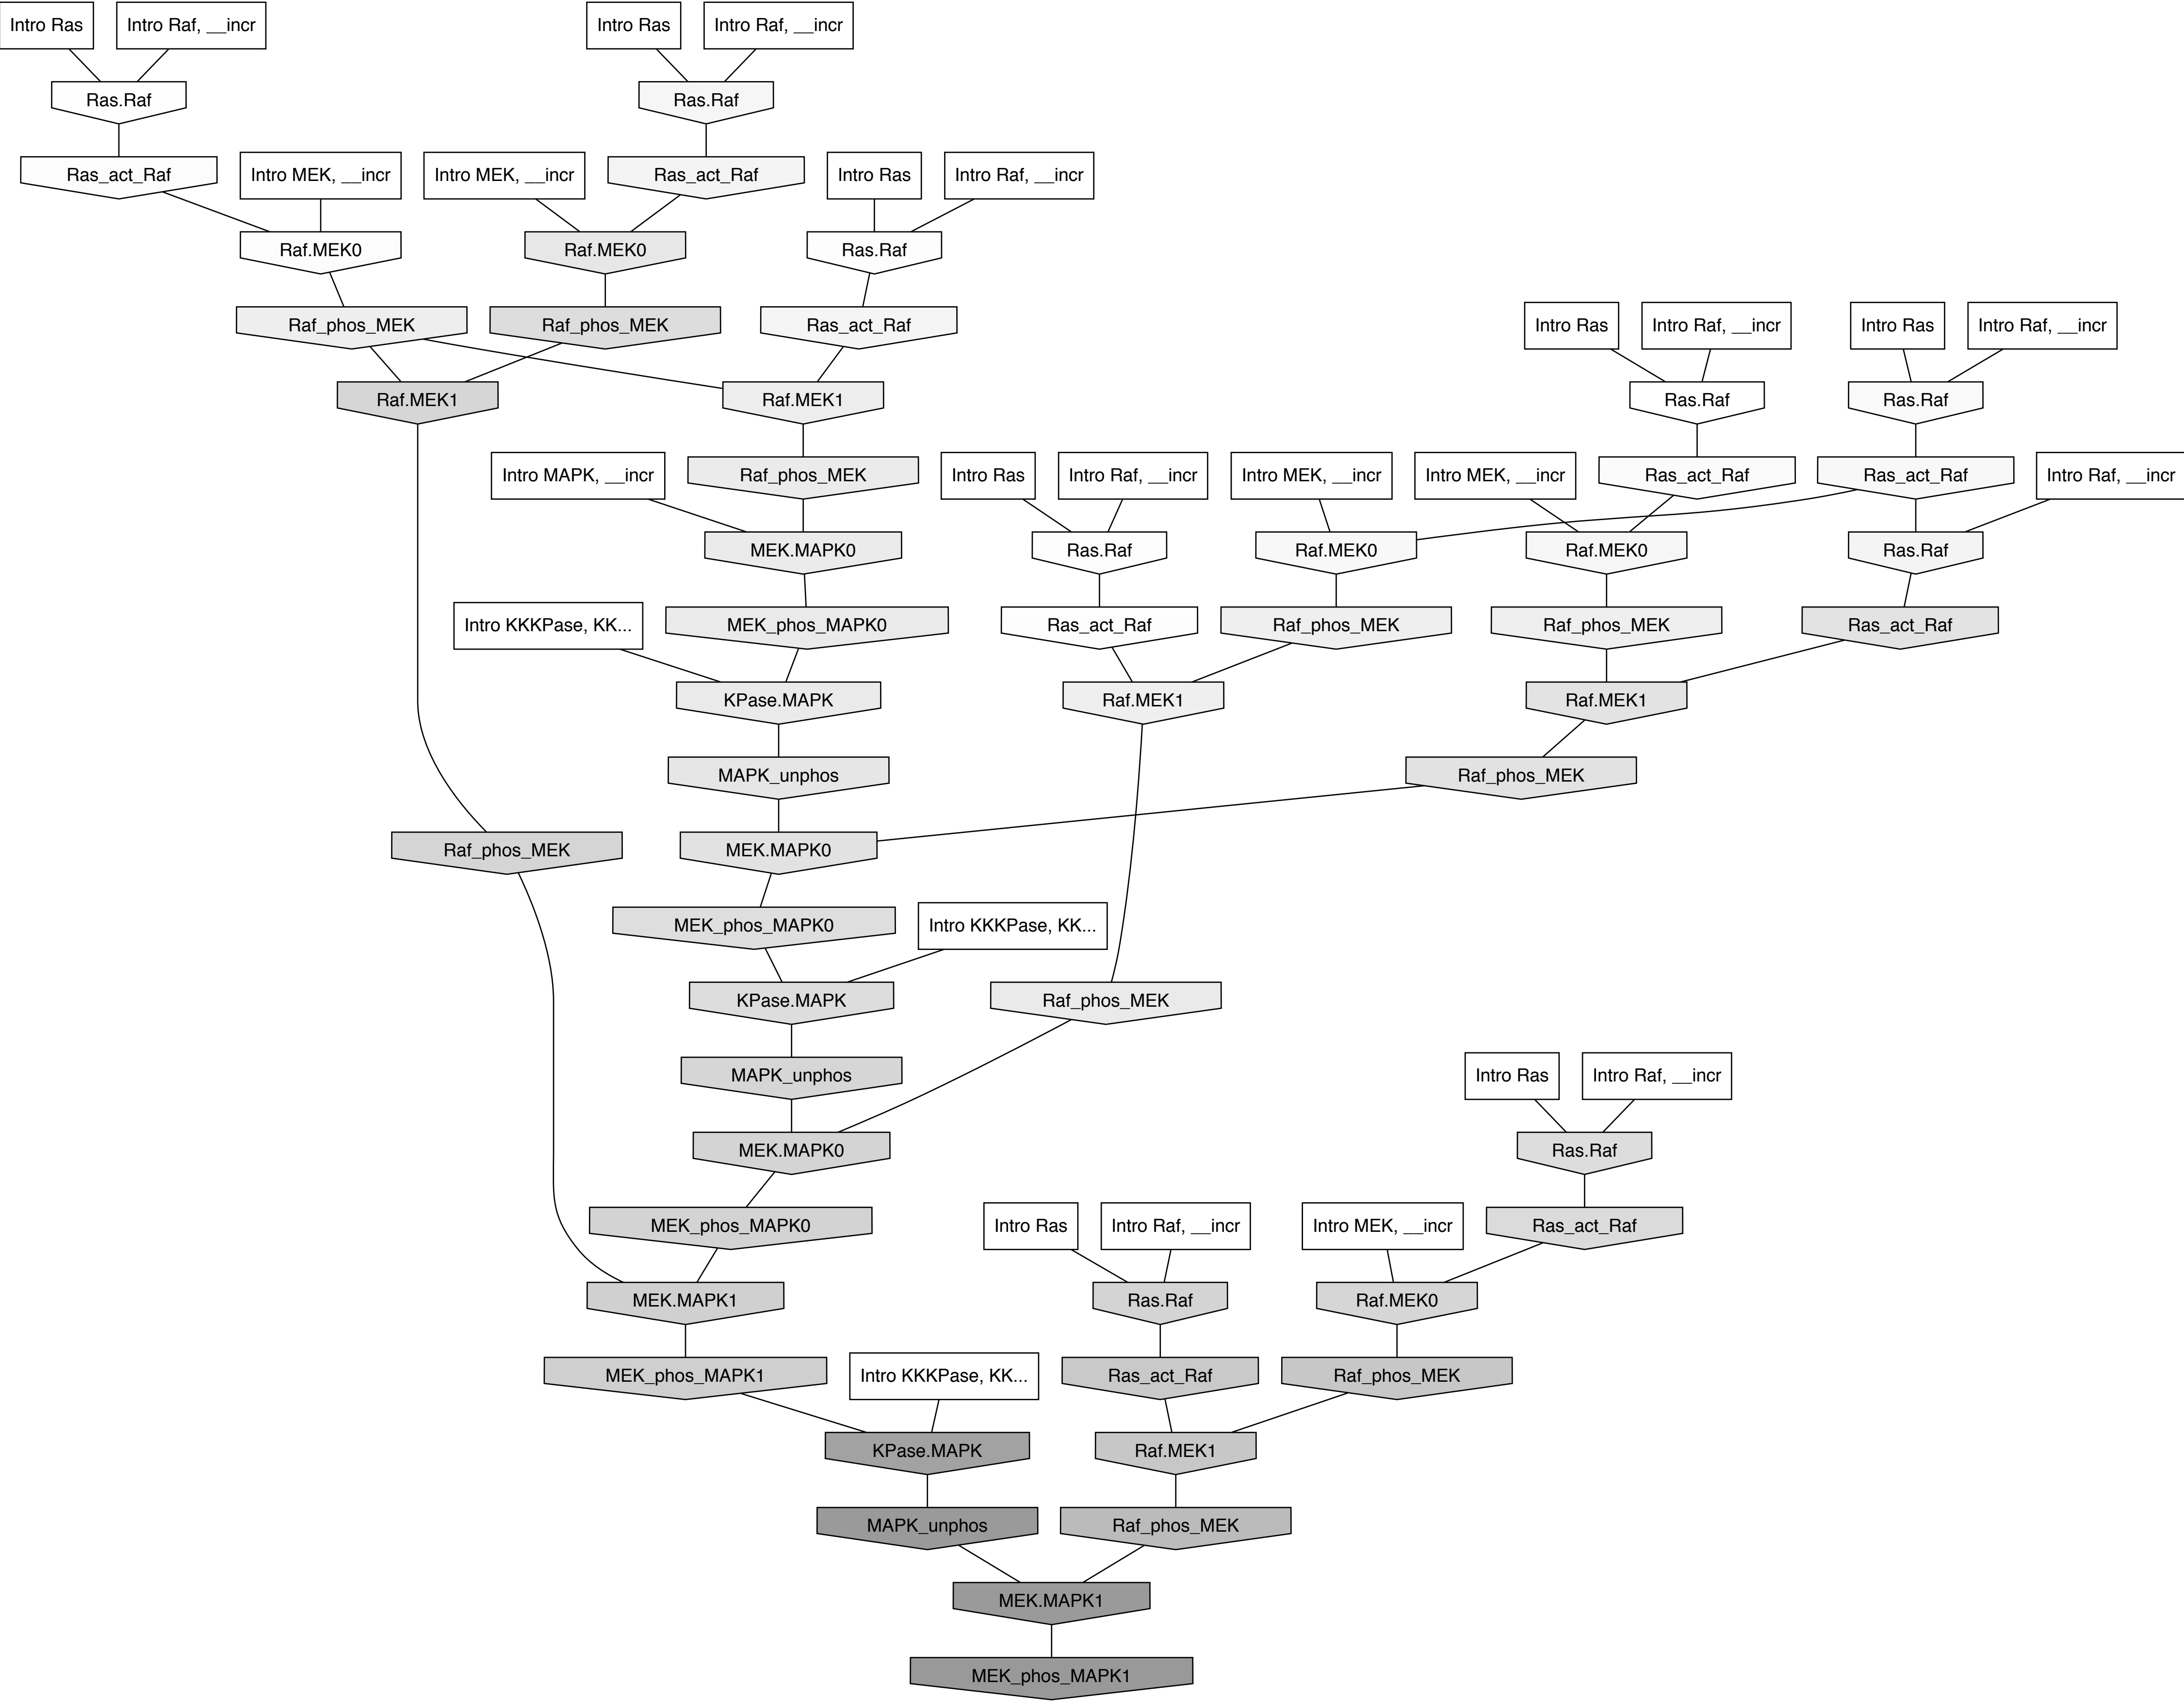 Intro Ras
Intro Raf, __incr
Intro Ras
Intro Raf, __incr
Ras.Raf
Ras.Raf
Ras_act_Raf
Intro MEK, __incr
Intro MEK, __incr
Ras_act_Raf
Intro Ras
Intro Raf, __incr
Raf.MEK0
Raf.MEK0
Ras.Raf
Raf_phos_MEK
Raf_phos_MEK
Ras_act_Raf
Intro Ras
Intro Raf, __incr
Intro Ras
Intro Raf, __incr
Raf.MEK1
Raf.MEK1
Ras.Raf
Ras.Raf
Intro MAPK, __incr
Raf_phos_MEK
Intro Ras
Intro Raf, __incr
Intro MEK, __incr
Intro MEK, __incr
Ras_act_Raf
Ras_act_Raf
Intro Raf, __incr
MEK.MAPK0
Ras.Raf
Raf.MEK0
Raf.MEK0
Ras.Raf
Intro KKKPase, KK...
MEK_phos_MAPK0
Ras_act_Raf
Raf_phos_MEK
Raf_phos_MEK
Ras_act_Raf
KPase.MAPK
Raf.MEK1
Raf.MEK1
MAPK_unphos
Raf_phos_MEK
Raf_phos_MEK
MEK.MAPK0
MEK_phos_MAPK0
Intro KKKPase, KK...
KPase.MAPK
Raf_phos_MEK
MAPK_unphos
Intro Ras
Intro Raf, __incr
MEK.MAPK0
Ras.Raf
MEK_phos_MAPK0
Intro Ras
Intro Raf, __incr
Intro MEK, __incr
Ras_act_Raf
MEK.MAPK1
Ras.Raf
Raf.MEK0
MEK_phos_MAPK1
Intro KKKPase, KK...
Ras_act_Raf
Raf_phos_MEK
KPase.MAPK
Raf.MEK1
MAPK_unphos
Raf_phos_MEK
MEK.MAPK1
MEK_phos_MAPK1